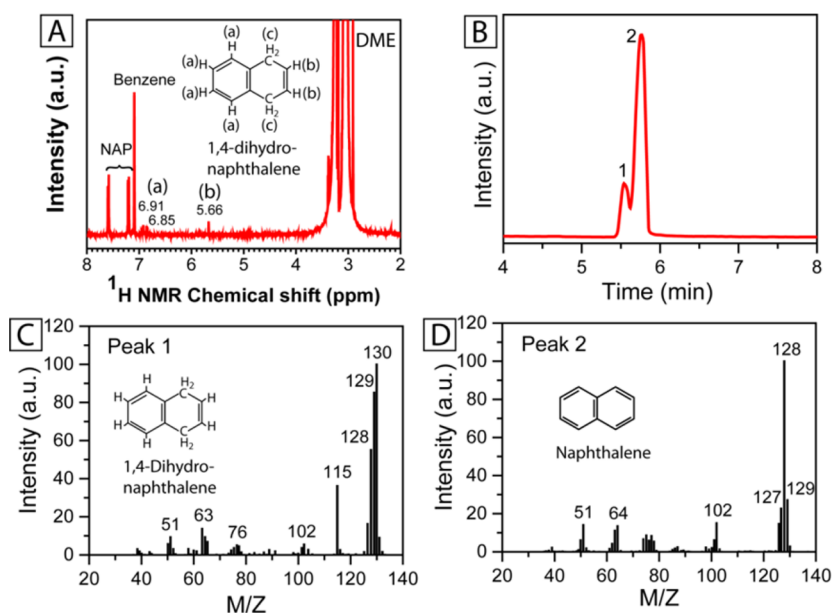 A
Intensity (a.u.)
Benzene
NAP
(a)
6.91
6.85
(b)
5.66
DME
(a) (c)
H H2
(a) H C H (b)
(a) H C H (b)
H H2
(a) (c)
1,4-dihydro-
naphthalene
8 7 6 5 4 3 2
1H NMR Chemical shift (ppm)
B
Intensity (a.u.)
1
2
4 5 6 7 8
Time (min)
C
Peak 1
Intensity (a.u.)
120
100
80
60
40
20
0
H H2
H C H
H C H
H H2
1,4-Dihydro-
naphthalene
51
63
76
102
115
128
129
130
20 40 60 80 100 120 140
M/Z
D
Peak 2
Intensity (a.u.)
120
100
80
60
40
20
0
Naphthalene
51
64
102
127
128
129
20 40 60 80 100 120 140
M/Z